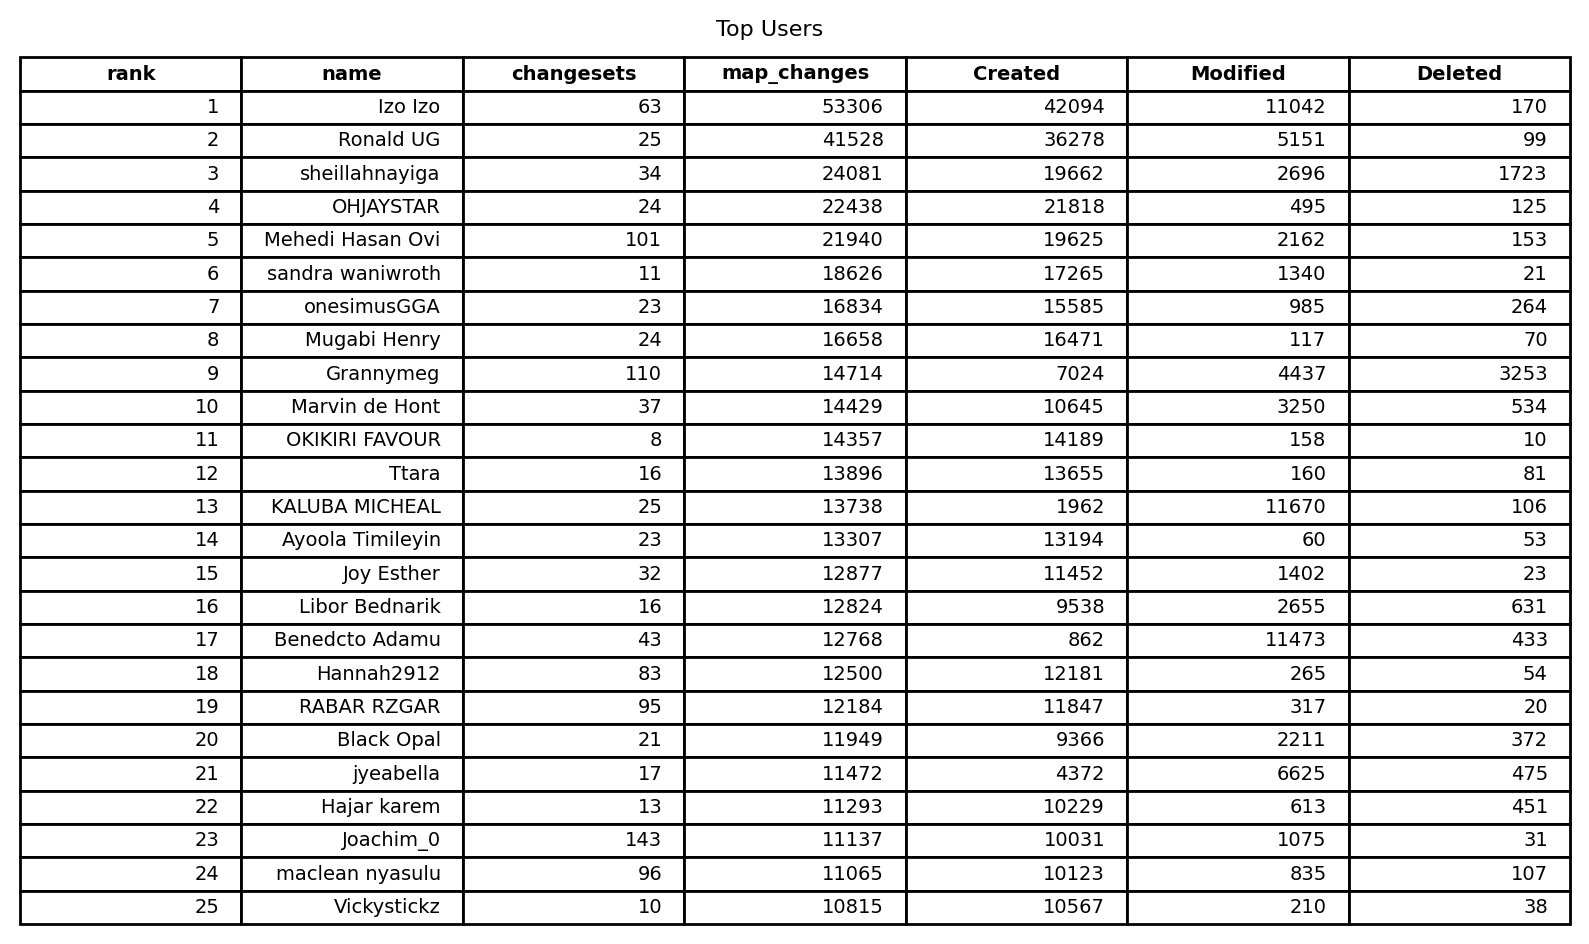 Top Users
rank name changesets map_changes Created Modified Deleted
1 Izo Izo 63 53306 42094 11042 170
2 Ronald UG 25 41528 36278 5151 99
3 sheillahnayiga 34 24081 19662 2696 1723
4 OHJAYSTAR 24 22438 21818 495 125
5 Mehedi Hasan Ovi 101 21940 19625 2162 153
6 sandra waniwroth 11 18626 17265 1340 21
7 onesimusGGA 23 16834 15585 985 264
8 Mugabi Henry 24 16658 16471 117 70
9 Grannymeg 110 14714 7024 4437 3253
10 Marvin de Hont 37 14429 10645 3250 534
11 OKIKIRI FAVOUR 8 14357 14189 158 10
12 Ttara 16 13896 13655 160 81
13 KALUBA MICHEAL 25 13738 1962 11670 106
14 Ayoola Timileyin 23 13307 13194 60 53
15 Joy Esther 32 12877 11452 1402 23
16 Libor Bednarik 16 12824 9538 2655 631
17 Benedcto Adamu 43 12768 862 11473 433
18 Hannah2912 83 12500 12181 265 54
19 RABAR RZGAR 95 12184 11847 317 20
20 Black Opal 21 11949 9366 2211 372
21 jyeabella 17 11472 4372 6625 475
22 Hajar karem 13 11293 10229 613 451
23 Joachim_0 143 11137 10031 1075 31
24 maclean nyasulu 96 11065 10123 835 107
25 Vickystickz 10 10815 10567 210 38